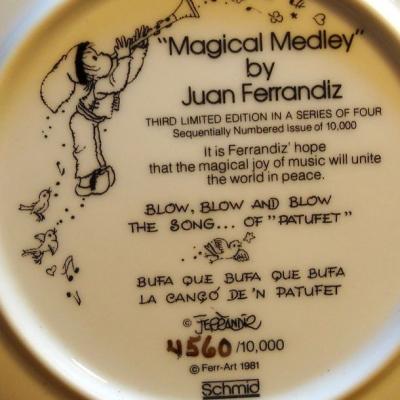 "Magical Medley"
by
Juan Ferrandiz
THIRD LIMITED EDITION IN A SERIES OF FOUR
Sequentially Numbered Issue of 10,000
It is Ferrandiz' hope
that the magical joy of music will unite
the world in peace.
BLOW, BLOW AND BLOW
THE SONG... OF "PATUFET"
BUFA QUE BUFA QUE BUFA
LA CANÇÓ DE 'N PATUFET
© FERRÀNDIZ
4560/10,000
© Ferr-Art 1981
Schmid